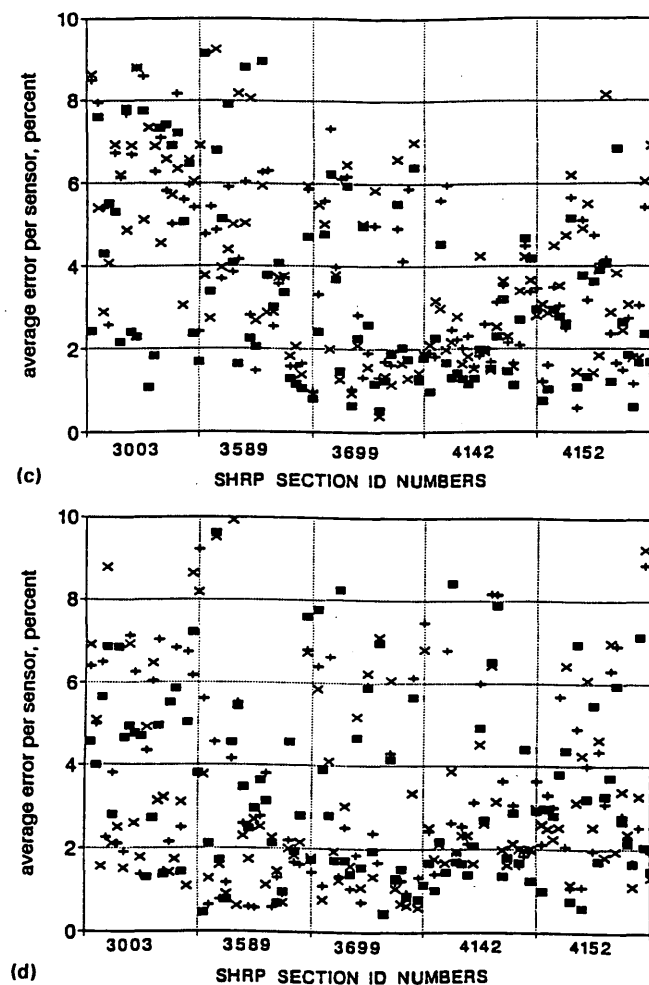 10
8
6
4
2
0
average error per sensor, percent
3003 3589 3699 4142 4152
(c)
SHRP SECTION ID NUMBERS
10
8
6
4
2
0
average error per sensor, percent
3003 3589 3699 4142 4152
(d)
SHRP SECTION ID NUMBERS